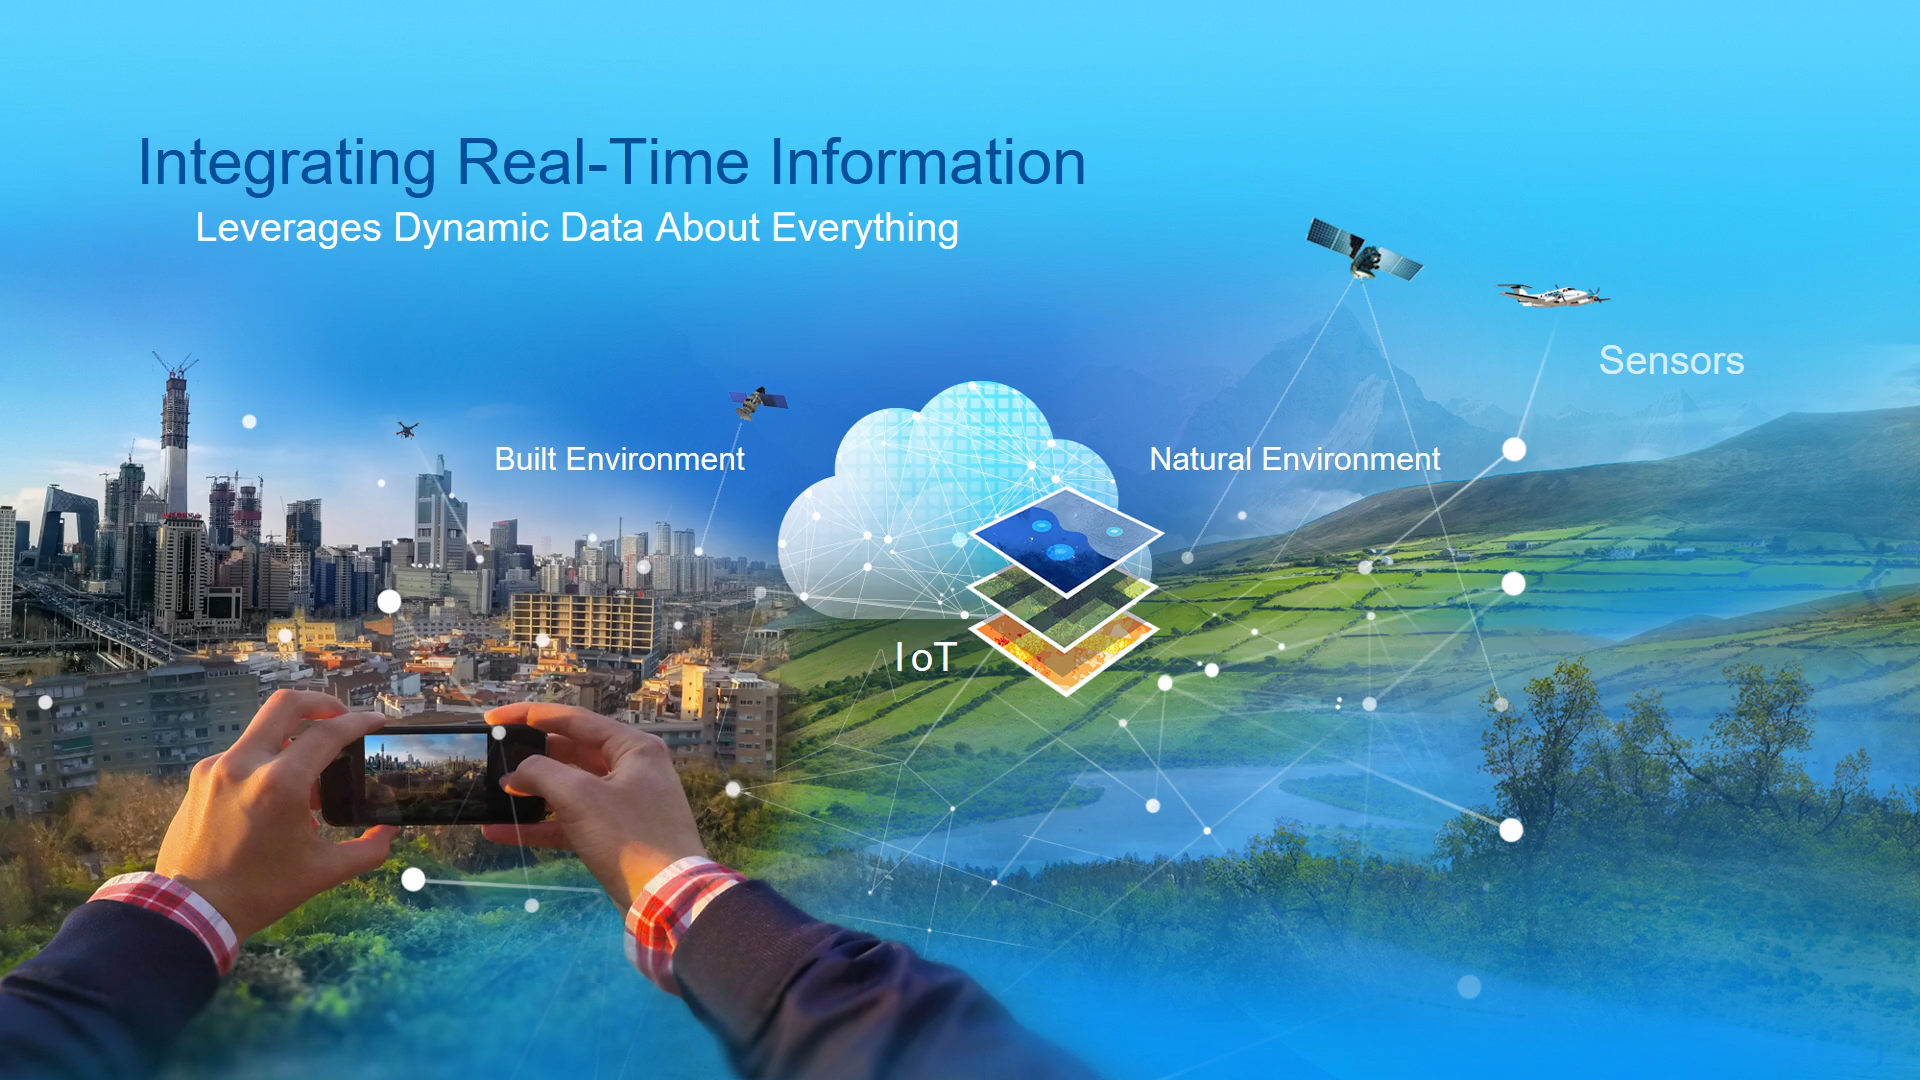 Integrating Real-Time Information
Leverages Dynamic Data About Everything
Sensors
Built Environment
Natural Environment
IoT